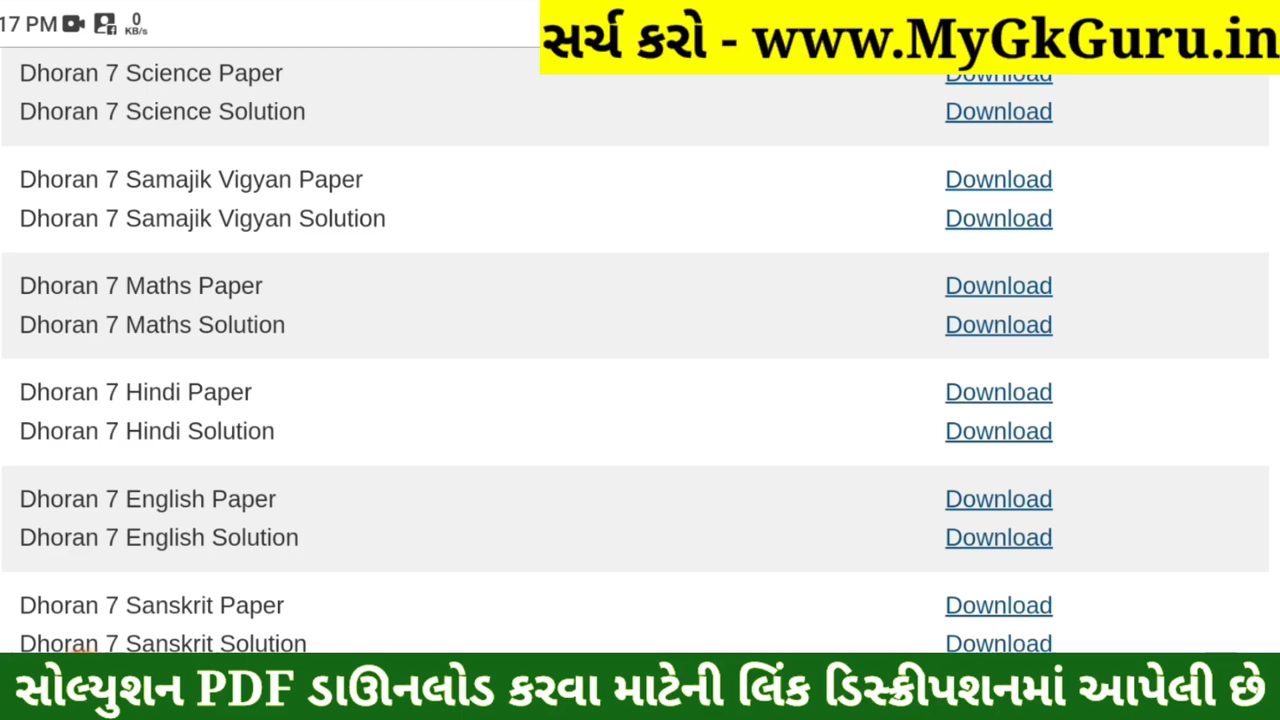 17 PM 0 KB/s
સર્ચ કરો - www.MyGkGuru.in
Dhoran 7 Science Paper Download
Dhoran 7 Science Solution Download
Dhoran 7 Samajik Vigyan Paper Download
Dhoran 7 Samajik Vigyan Solution Download
Dhoran 7 Maths Paper Download
Dhoran 7 Maths Solution Download
Dhoran 7 Hindi Paper Download
Dhoran 7 Hindi Solution Download
Dhoran 7 English Paper Download
Dhoran 7 English Solution Download
Dhoran 7 Sanskrit Paper Download
Dhoran 7 Sanskrit Solution Download
સોલ્યુશન PDF ડાઊનલોડ કરવા માટેની લિંક ડિસ્ક્રીપશનમાં આપેલી છે